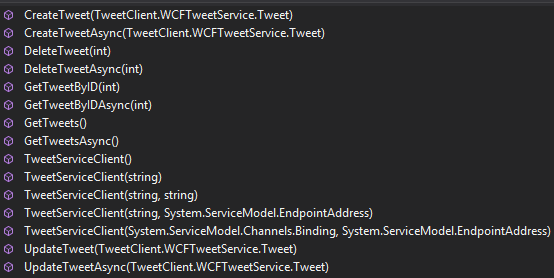 CreateTweet(TweetClient.WCFTweetService.Tweet)
CreateTweetAsync(TweetClient.WCFTweetService.Tweet)
DeleteTweet(int)
DeleteTweetAsync(int)
GetTweetByID(int)
GetTweetByIDAsync(int)
GetTweets()
GetTweetsAsync()
TweetServiceClient()
TweetServiceClient(string)
TweetServiceClient(string, string)
TweetServiceClient(string, System.ServiceModel.EndpointAddress)
TweetServiceClient(System.ServiceModel.Channels.Binding, System.ServiceModel.EndpointAddress)
UpdateTweet(TweetClient.WCFTweetService.Tweet)
UpdateTweetAsync(TweetClient.WCFTweetService.Tweet)